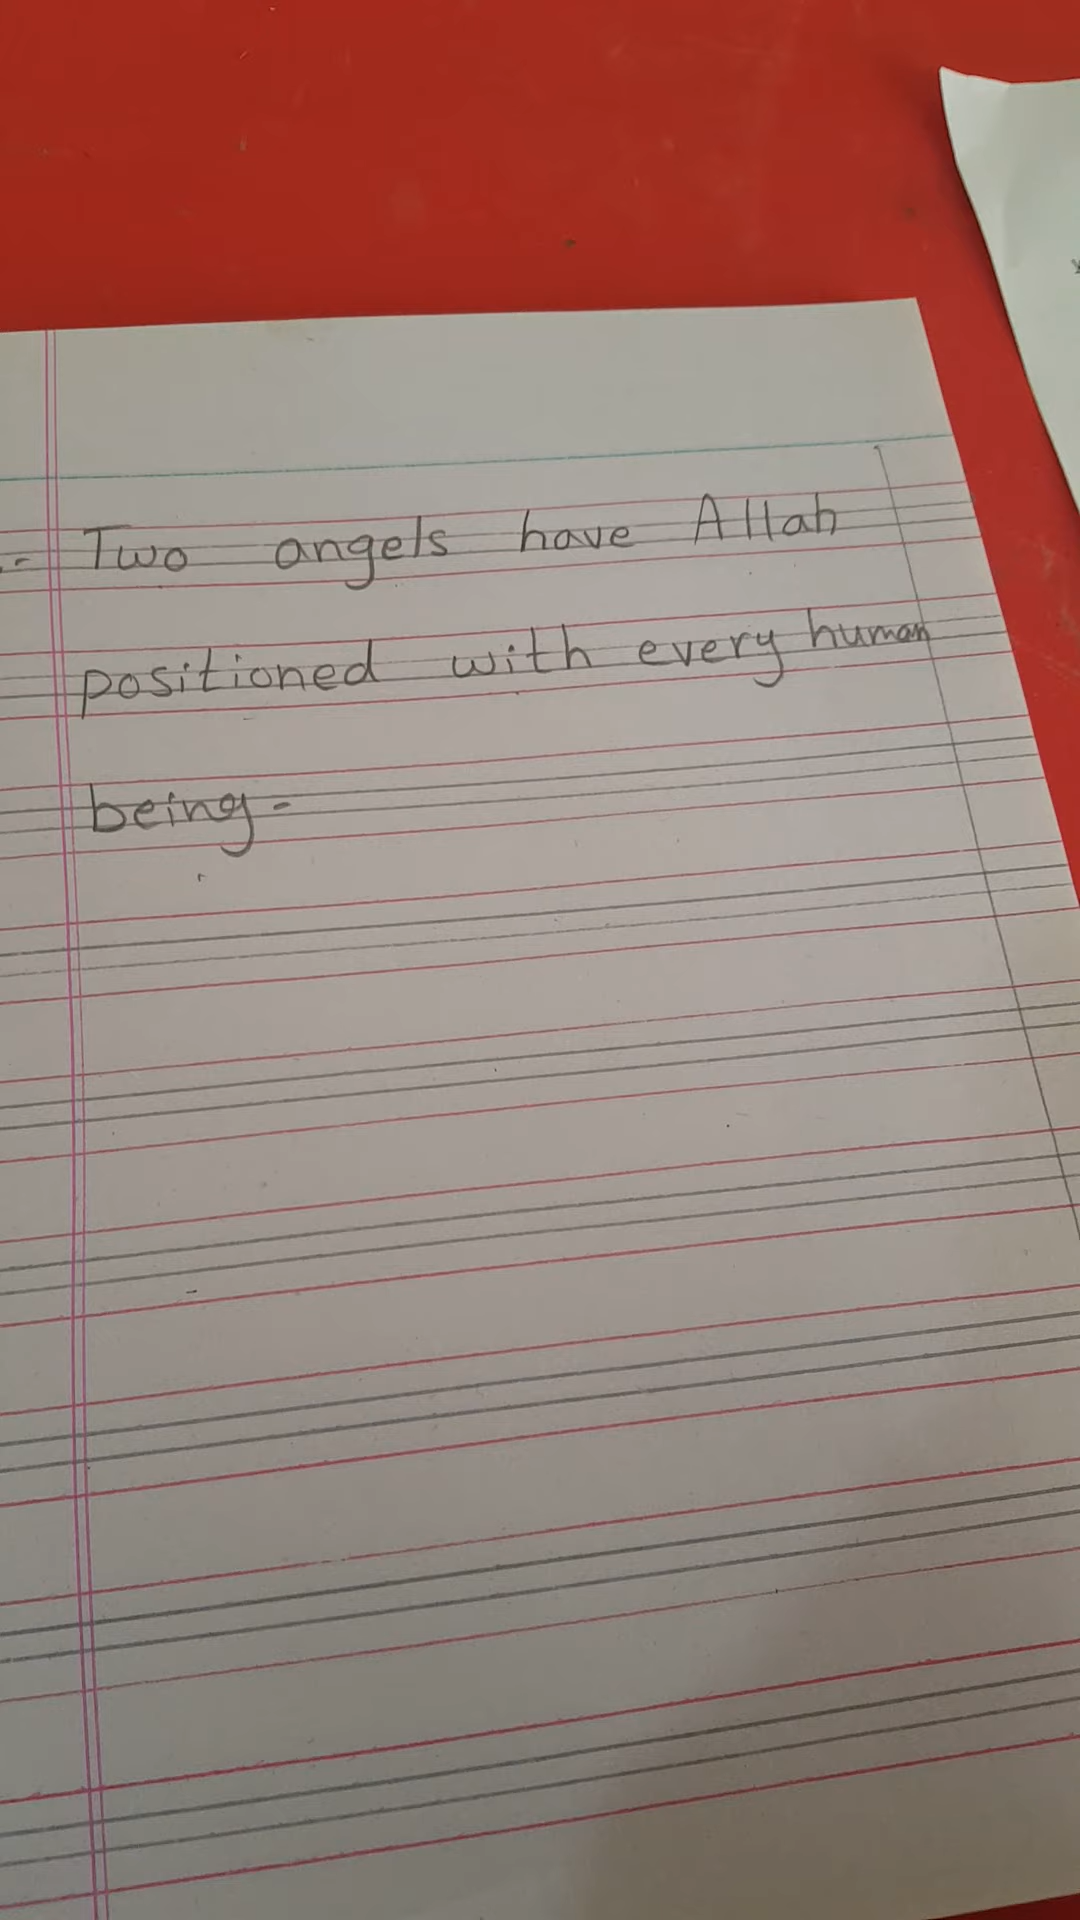 .- Two angels have Allah
positioned with every human
being-